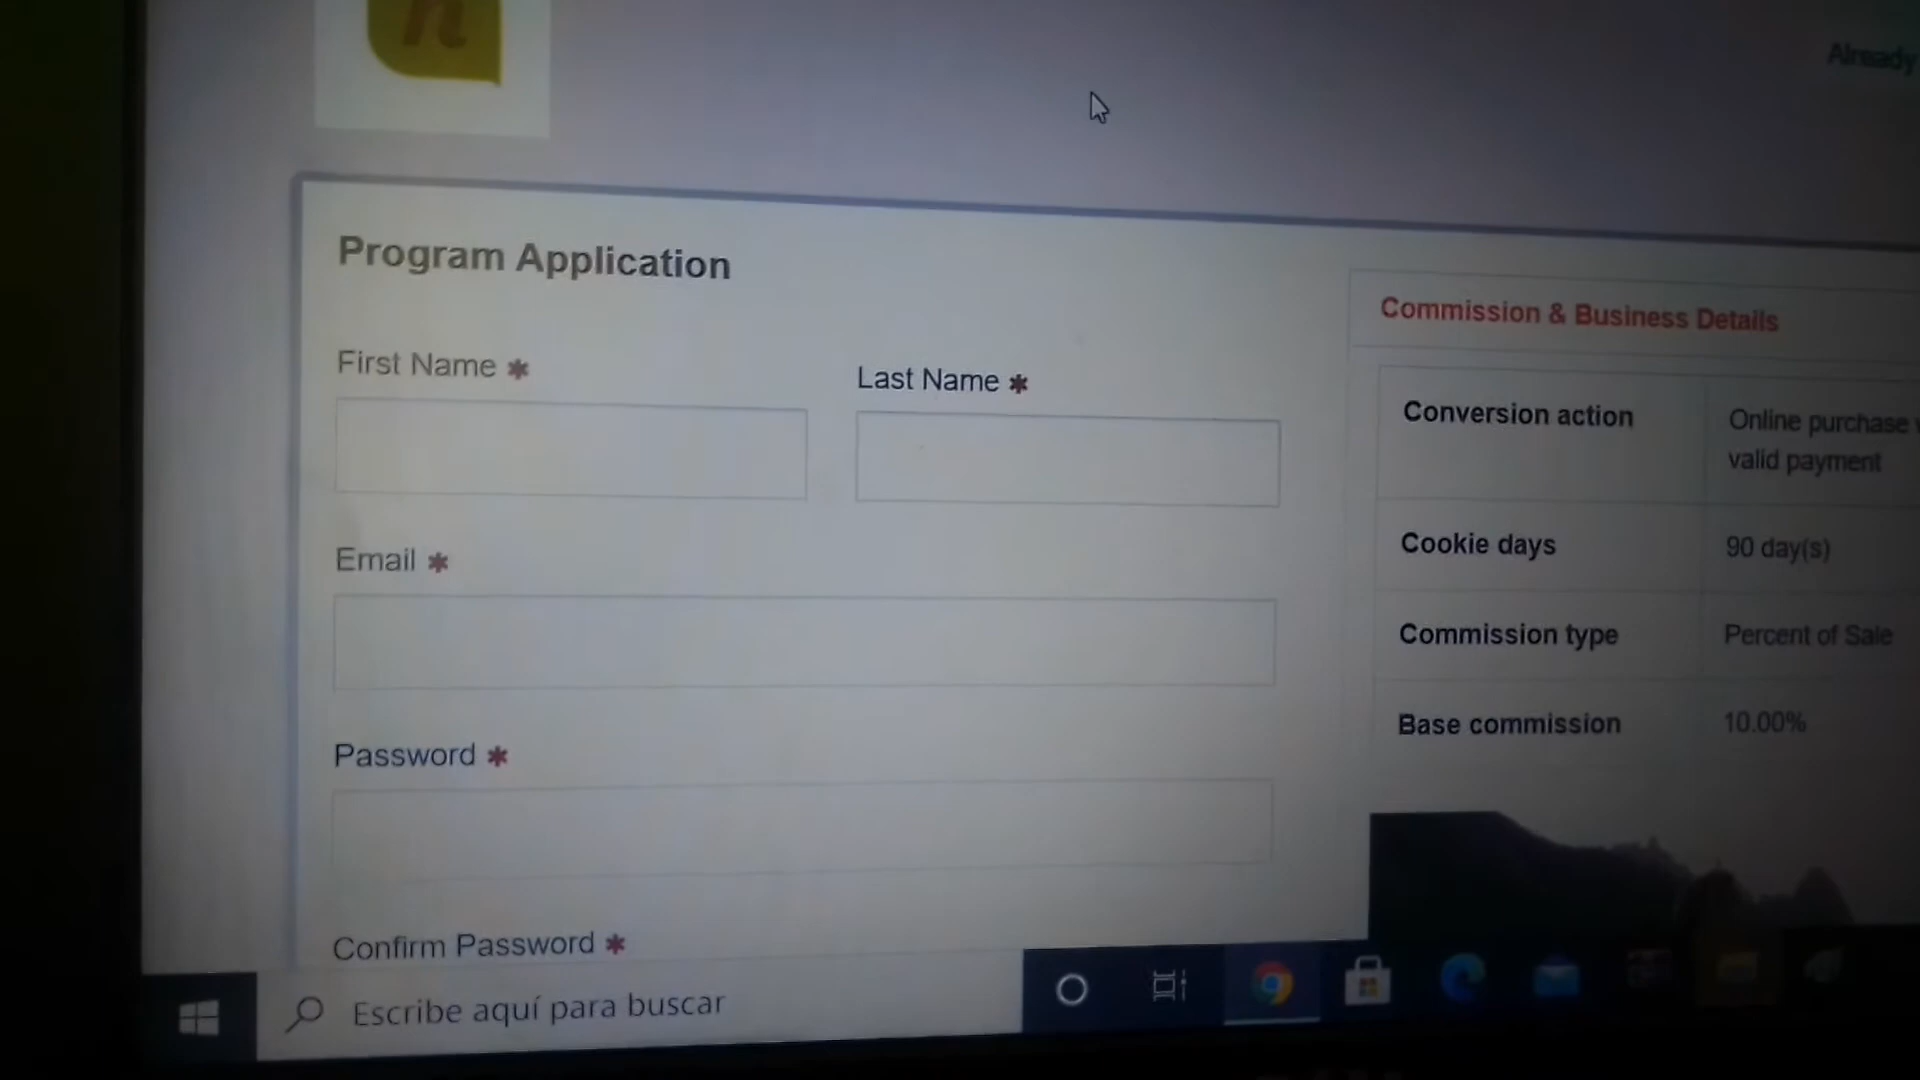 n
Already
Program Application
Commission & Business Details
First Name *
Last Name *
Conversion action
Online purchase
valid payment
Email *
Cookie days
90 day(s)
Commission type
Percent of Sale
Password *
Base commission
10.00%
Confirm Password *
Escribe aquí para buscar